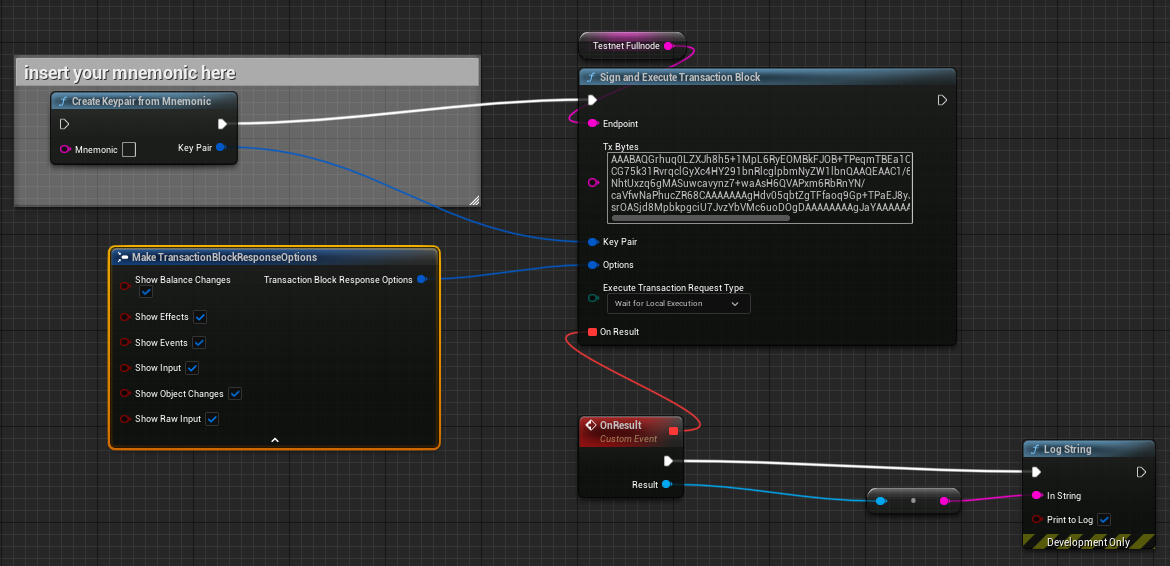 Testnet Fullnode
insert your mnemonic here
Create Keypair from Mnemonic
Mnemonic
Key Pair
Sign and Execute Transaction Block
Endpoint
Tx Bytes
AAABAQGrhuq0LZXJh8h5+1MpL6RyEOMBkFJOB+TPeqmTBEa1C
CG75k31RvrqclGyXc4HY291bnRlcglpbmNyZW1lbnQAAQEAAC1/6
NhtUxzq6gMASuwcavynz7+waAsH6QVAPxm6RbRnYN/
caVfwNaPhucZR68CAAAAAAAgHdv05qbtZgTFfaoq9Gp+TPaEJ8y
srOASjd8MpbkpgciU7JvzYbVMc6uoDOgDAAAAAAAAgJaYAAAAAA
Key Pair
Options
Execute Transaction Request Type
Wait for Local Execution
On Result
Make TransactionBlockResponseOptions
Show Balance Changes
Transaction Block Response Options
Show Effects
Show Events
Show Input
Show Object Changes
Show Raw Input
OnResult
Custom Event
Result
Log String
In String
Print to Log
Development Only